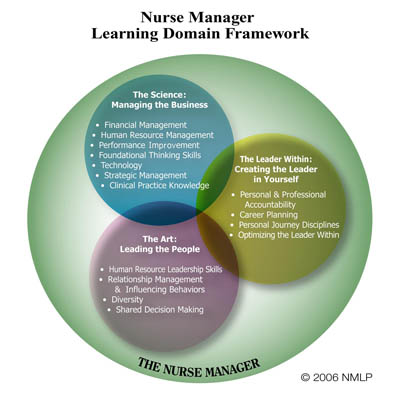 Nurse Manager
Learning Domain Framework
The Science:
Managing the Business
• Financial Management
• Human Resource Management
• Performance Improvement
• Foundational Thinking Skills
• Technology
• Strategic Management
• Clinical Practice Knowledge
The Leader Within:
Creating the Leader
in Yourself
• Personal & Professional
Accountability
• Career Planning
• Personal Journey Disciplines
• Optimizing the Leader Within
The Art:
Leading the People
• Human Resource Leadership Skills
• Relationship Management
& Influencing Behaviors
• Diversity
• Shared Decision Making
THE NURSE MANAGER
© 2006 NMLP